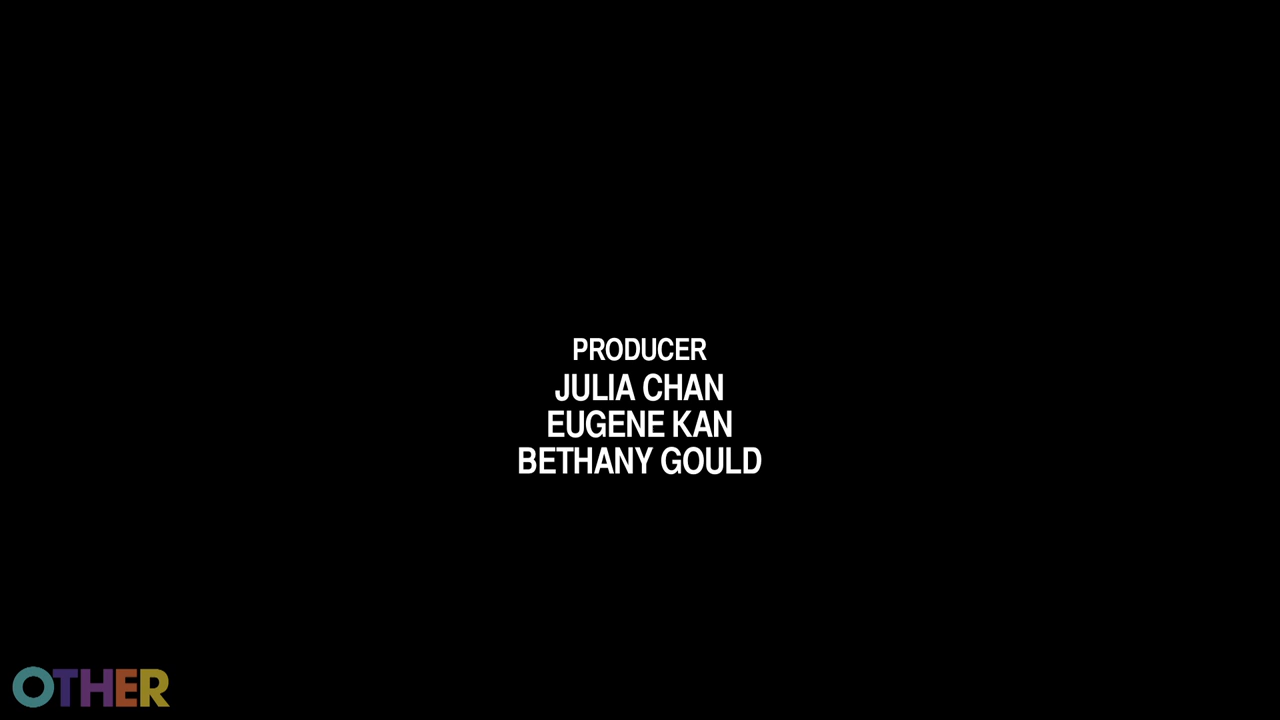 PRODUCER
JULIA CHAN
EUGENE KAN
BETHANY GOULD
OTHER